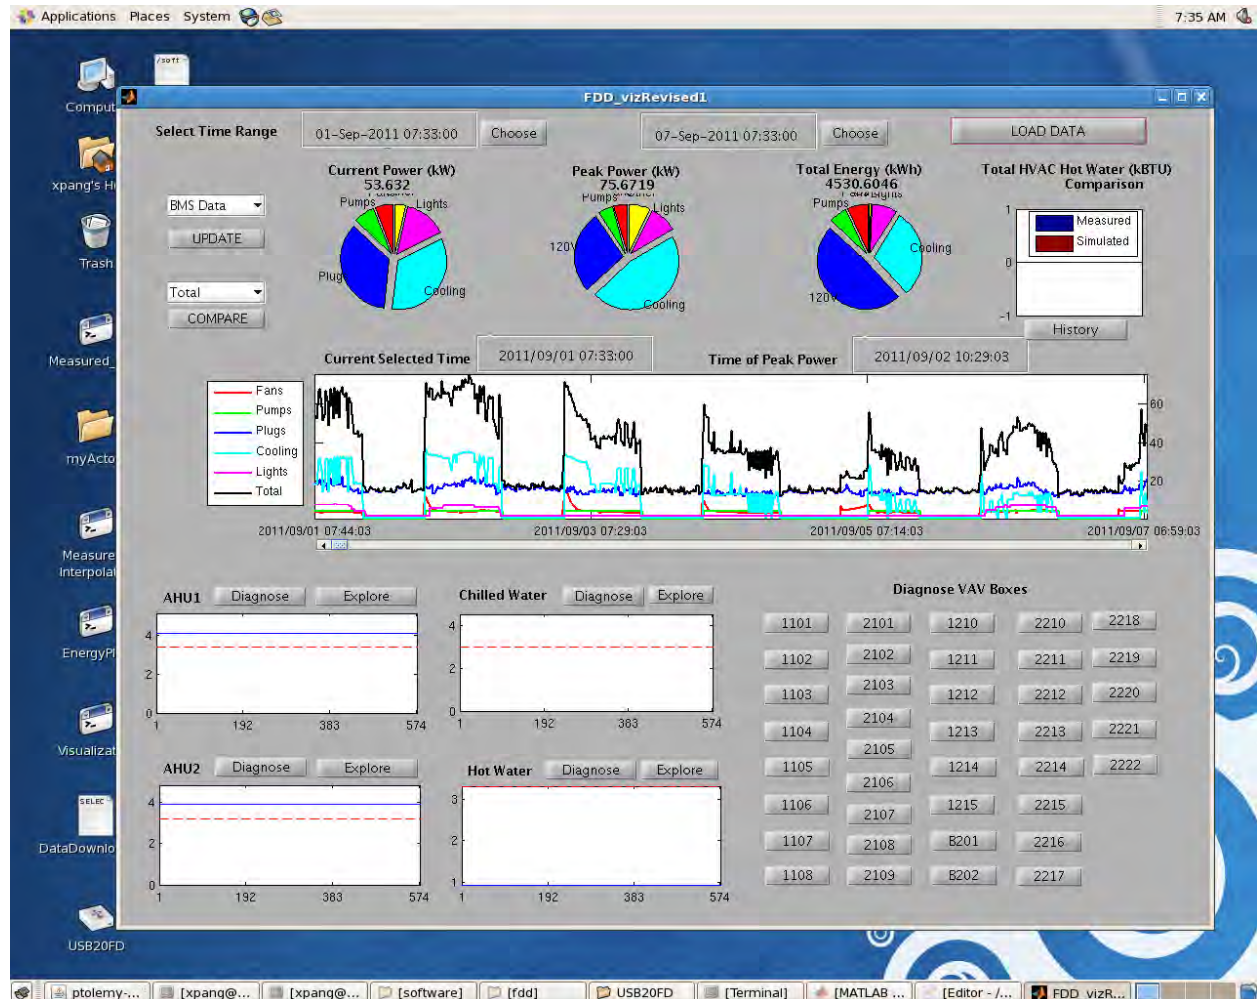 Applications Places System 7:35 AM
/soft
Comput
xpang's H
Trash
Measured_
myActo
Measure
Interpola
EnergyPl
Visualizat
SELEC
DataDownlo
USB20FD
FDD_vizRevised1
Select Time Range 01-Sep-2011 07:33:00 Choose 07-Sep-2011 07:33:00 Choose LOAD DATA
Current Power (kW) Peak Power (kW) Total Energy (kWh) Total HVAC Hot Water (kBTU)
53.632 75.6719 4530.6046 Comparison
BMS Data
UPDATE
Total
COMPARE
Pumps Lights Plug Cooling
Pumps Lights 120V Cooling
Pumps Lights 120V Cooling
1
Measured
Simulated
0
-1
History
Current Selected Time 2011/09/01 07:33:00 Time of Peak Power 2011/09/02 10:29:03
Fans
Pumps
Plugs
Cooling
Lights
Total
60
40
20
2011/09/01 07:44:03 2011/09/03 07:29:03 2011/09/05 07:14:03 2011/09/07 06:59:03
AHU1 Diagnose Explore
4
2
0
1 192 383 574
Chilled Water Diagnose Explore
4
2
0
1 192 383 574
AHU2 Diagnose Explore
4
2
0
1 192 383 574
Hot Water Diagnose Explore
3
2
1
1 192 383 574
Diagnose VAV Boxes
1101 2101 1210 2210 2218
1102 2102 1211 2211 2219
1103 2103 1212 2212 2220
1104 2104 1213 2213 2221
1105 2105 1214 2214 2222
1106 2106 1215 2215
1107 2107 B201 2216
1108 2108 B202 2217
2109
ptolemy-... [xpang@... [xpang@... [software] [fdd] USB20FD [Terminal] [MATLAB ... [Editor - /... FDD_vizR...